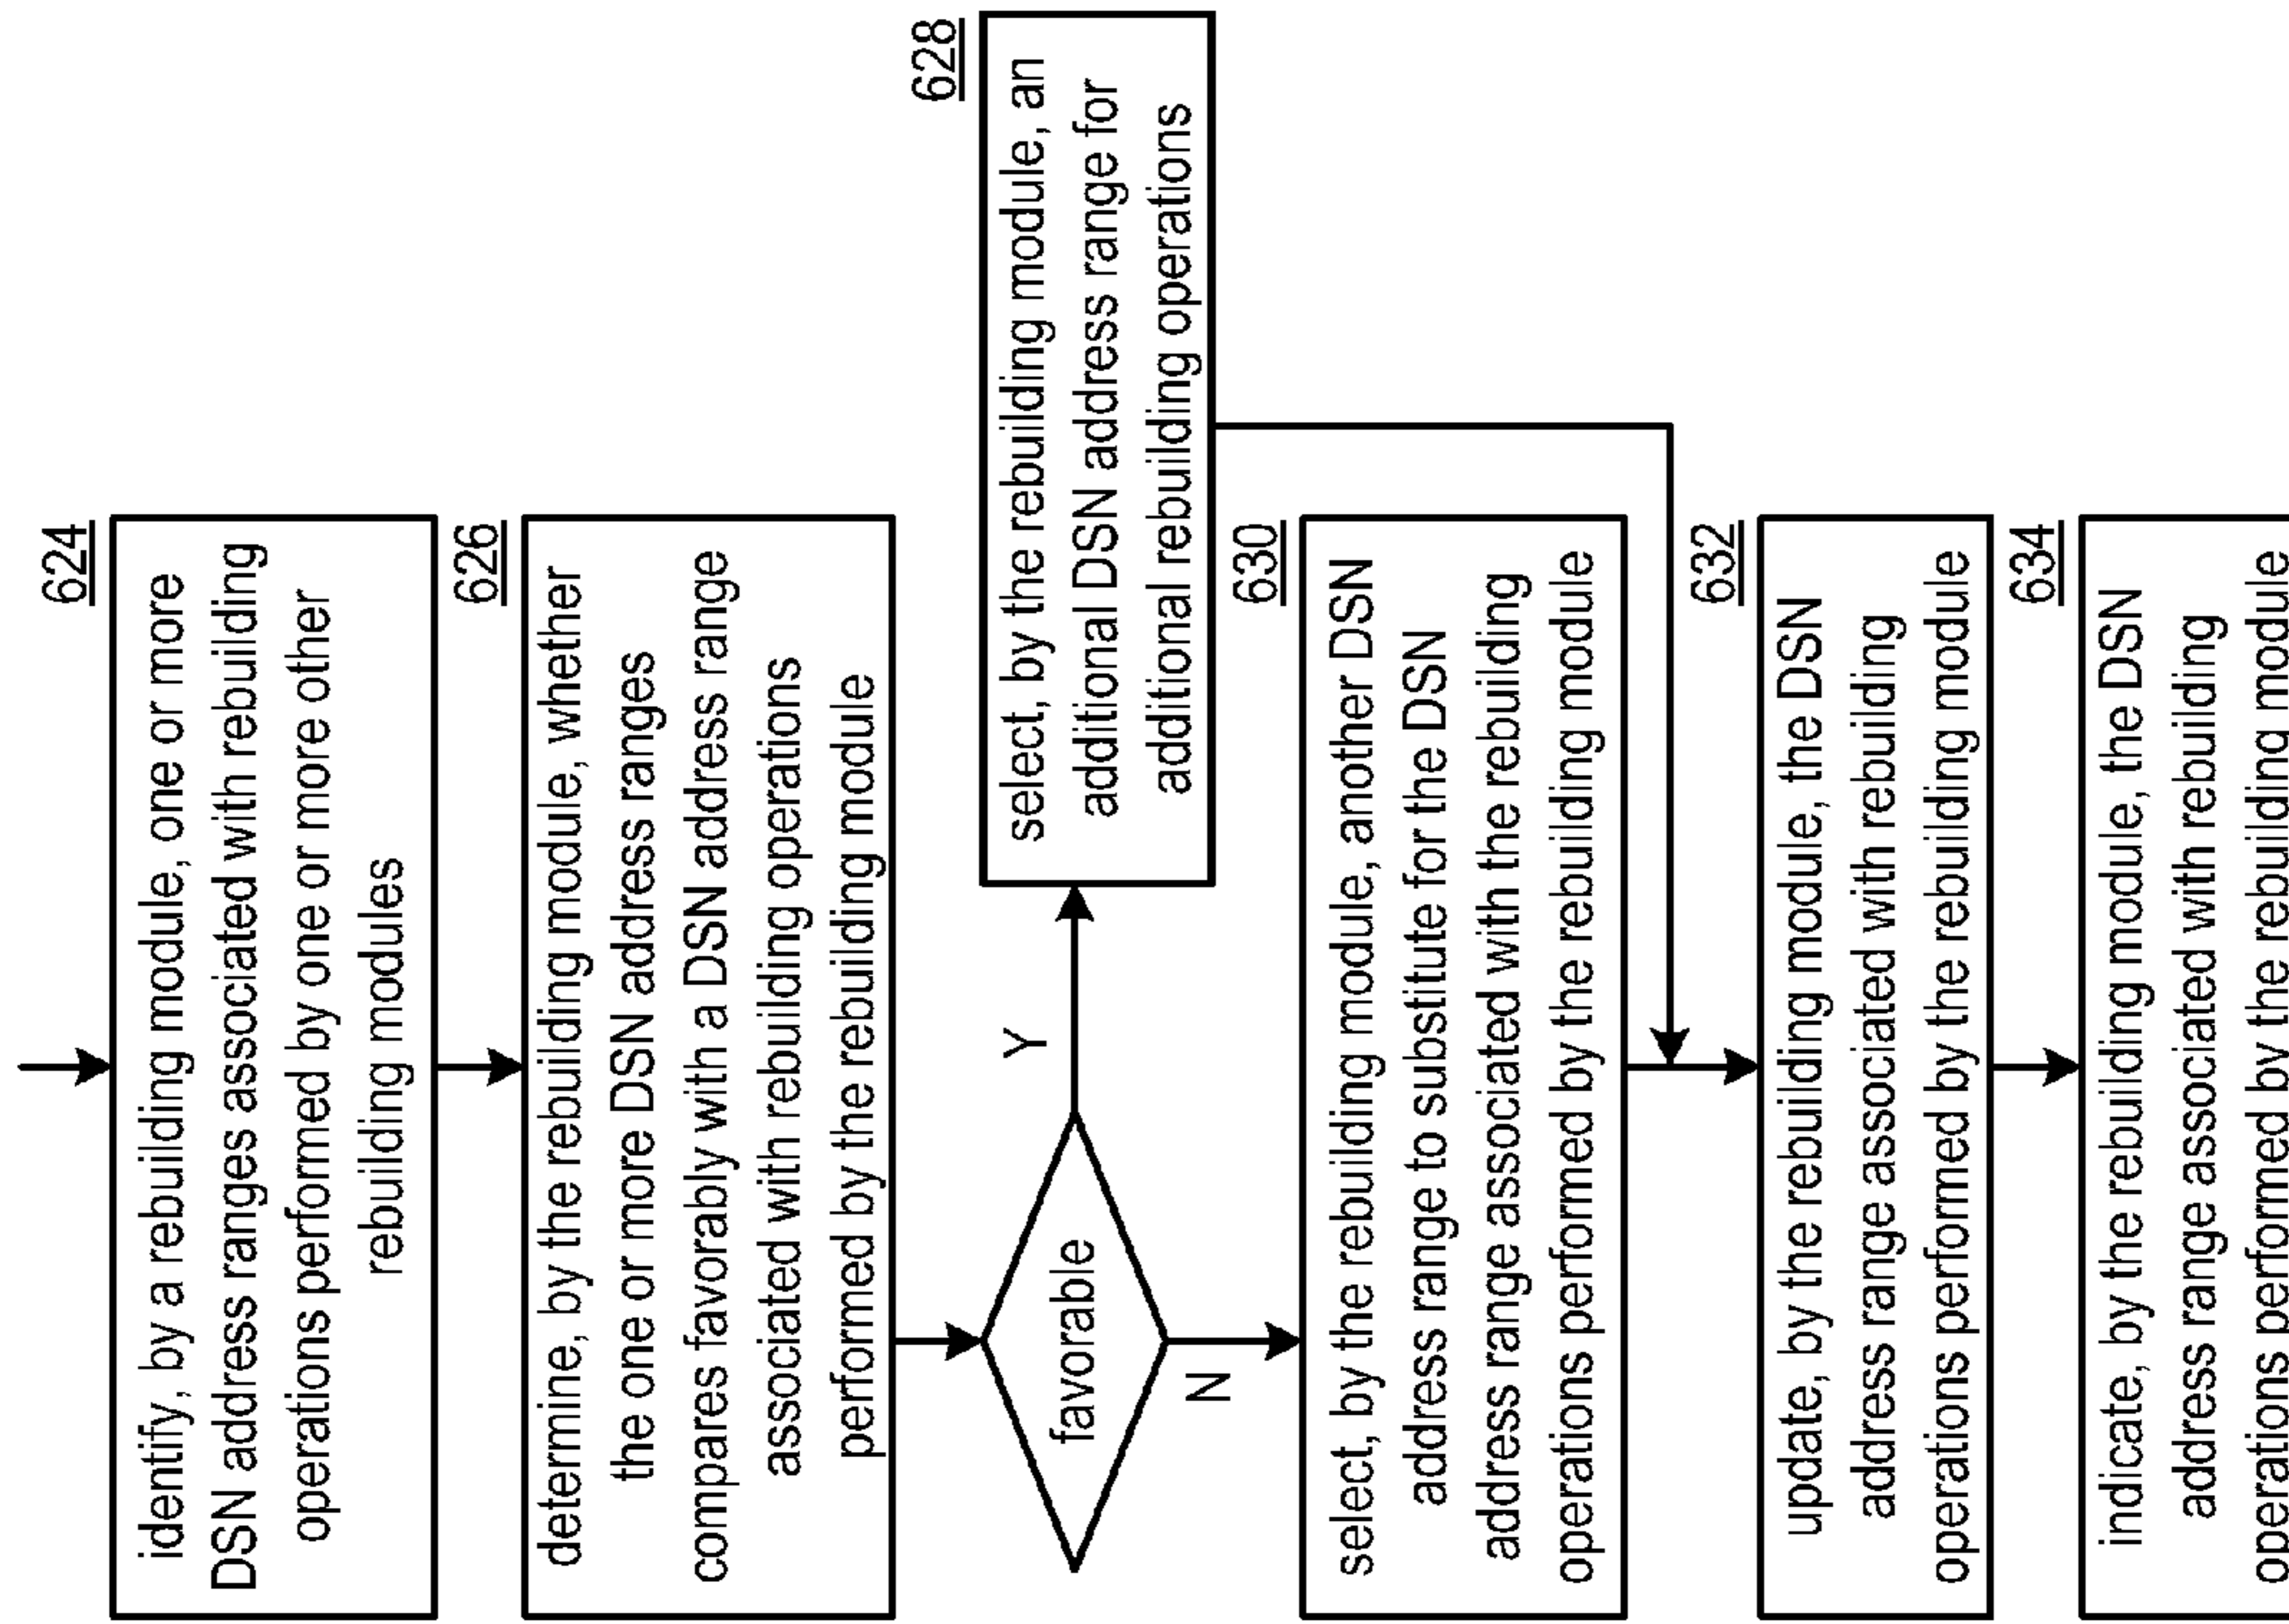 624
identify, by a rebuilding module, one or more
DSN address ranges associated with rebuilding
operations performed by one or more other
rebuilding modules
626
determine, by the rebuilding module, whether
the one or more DSN address ranges
compares favorably with a DSN address range
associated with rebuilding operations
performed by the rebuilding module
favorable
Y
N
628
select, by the rebuilding module, an
additional DSN address range for
additional rebuilding operations
630
select, by the rebuilding module, another DSN
address range to substitute for the DSN
address range associated with the rebuilding
operations performed by the rebuilding module
632
update, by the rebuilding module, the DSN
address range associated with rebuilding
operations performed by the rebuilding module
634
indicate, by the rebuilding module, the DSN
address range associated with rebuilding
operations performed by the rebuilding module